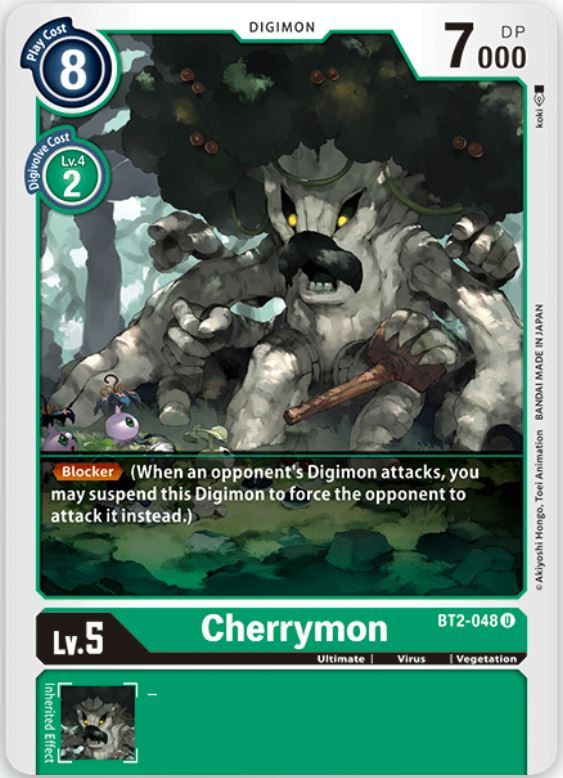 DIGIMON
Play Cost
8
7000
DP
Digivolve Cost
Lv.4
2
koki
Blocker (When an opponent's Digimon attacks, you
may suspend this Digimon to force the opponent to
attack it instead.)
© Akiyoshi Hongo, Toei Animation BANDAI MADE IN JAPAN
Lv.5
Cherrymon
BT2-048 U
Ultimate | Virus | Vegetation
Inherited Effect
–